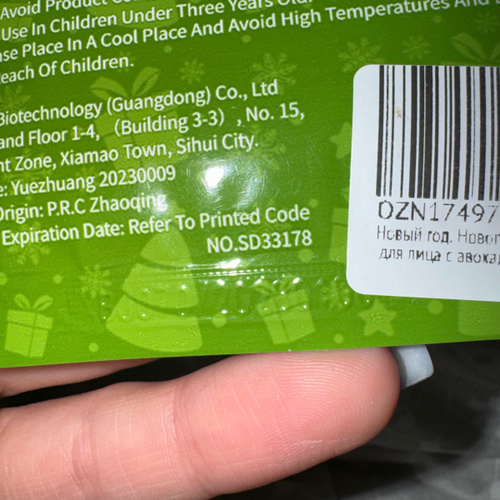 Avoid Product
Use In Children Under Three Years Old.
Place In A Cool Place And Avoid High Temperatures And
each Of Children.
Biotechnology (Guangdong) Co., Ltd
and Floor 1-4, （Building 3-3）, No. 15,
Zone, Xiamao Town, Sihui City.
e: Yuezhuang 20230009
Origin: P.R.C Zhaoqing
Expiration Date: Refer To Printed Code
NO.SD33178
OZN17497
Новый год. Новог
для лица с авока